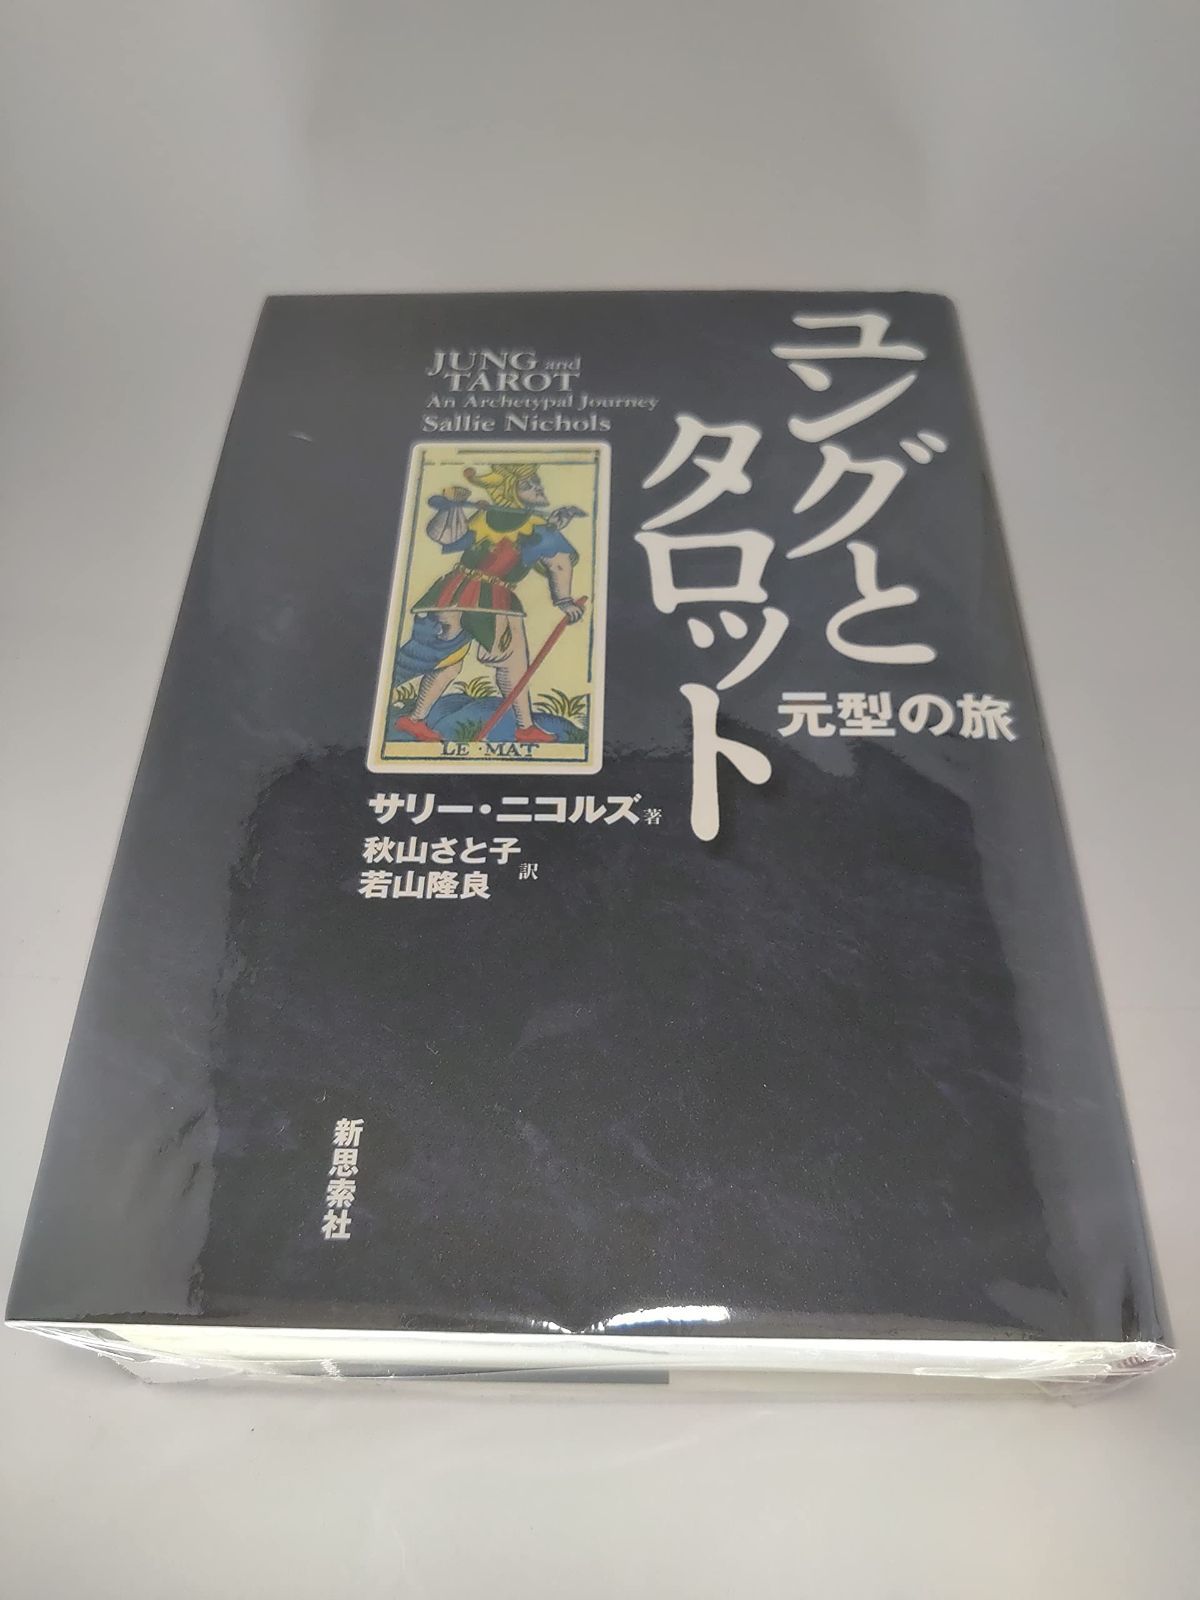 ユングと
タロット
元型の旅
JUNG and
TAROT
An Archetypal Journey
Sallie Nichols
LE·MAT
サリー・ニコルズ 著
秋山さと子
若山隆良
訳
新思索社